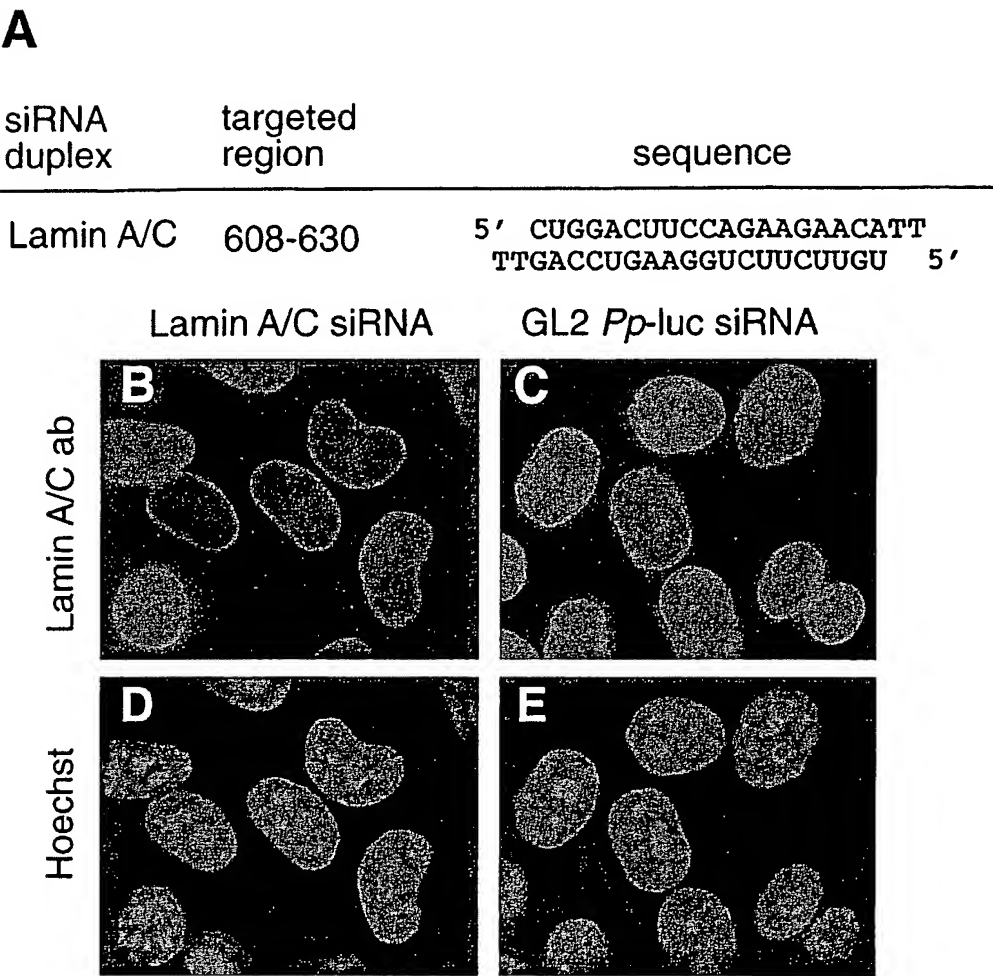 A
siRNA duplex targeted region sequence
Lamin A/C 608-630 5′ CUGGACUUCCAGAAGAACATT
TTGACCUGAAGGUCUUCUUGU 5′
Lamin A/C siRNA GL2 Pp-luc siRNA
Lamin A/C ab
B
C
Hoechst
D
E